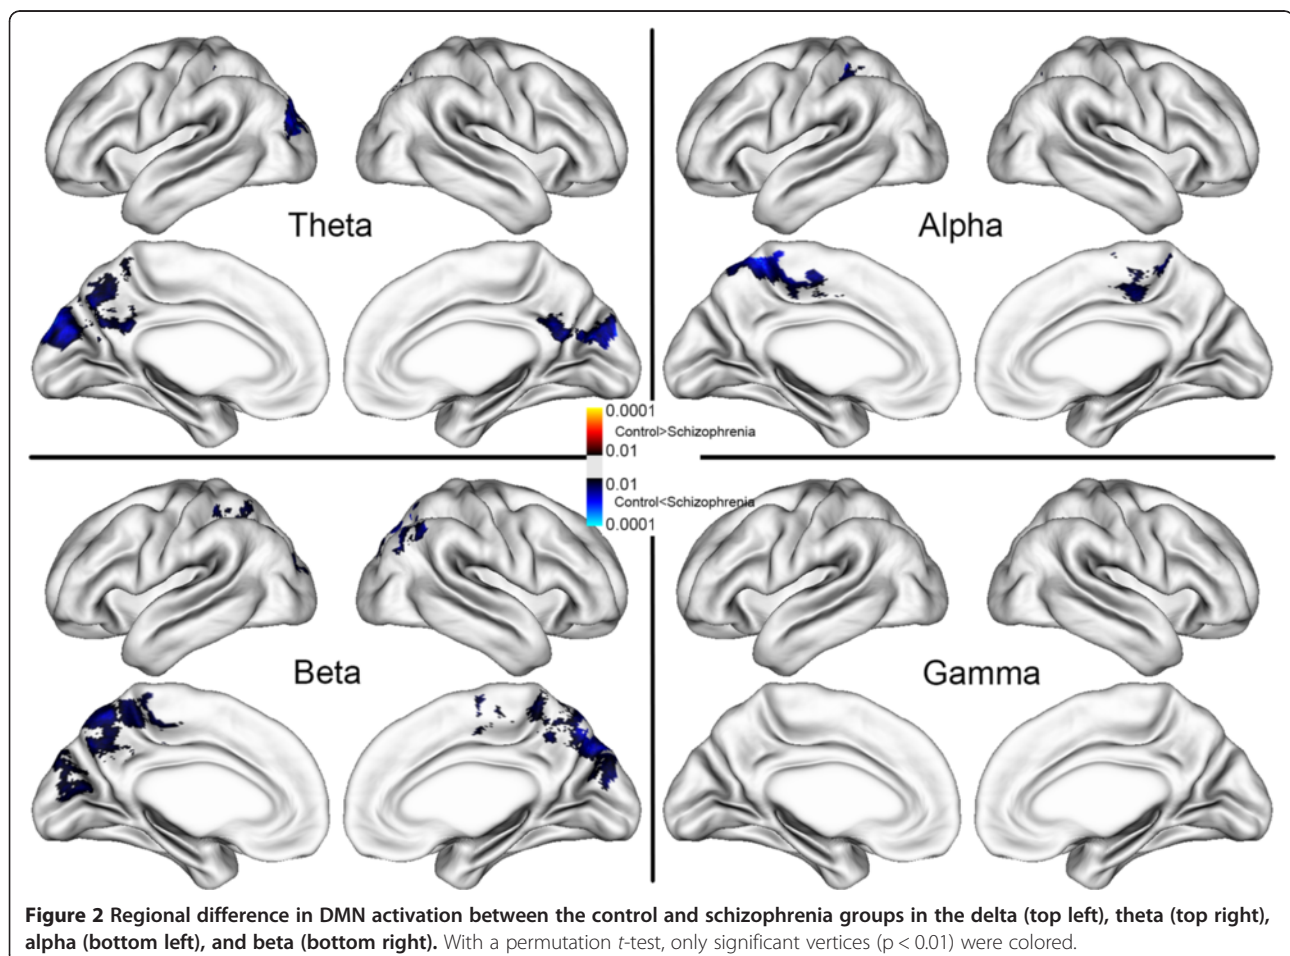 Theta
Alpha
0.0001
Control>Schizophrenia
0.01
0.01
Control<Schizophrenia
0.0001
Beta
Gamma
Figure 2 Regional difference in DMN activation between the control and schizophrenia groups in the delta (top left), theta (top right),
alpha (bottom left), and beta (bottom right). With a permutation t-test, only significant vertices (p < 0.01) were colored.